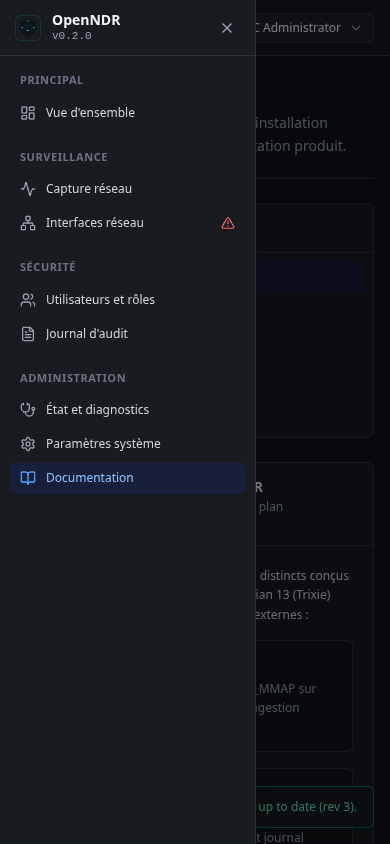 OpenNDR
v0.2.0
C Administrator
PRINCIPAL
Vue d'ensemble
installation
tation produit.
SURVEILLANCE
Capture réseau
Interfaces réseau
SÉCURITÉ
Utilisateurs et rôles
Journal d'audit
ADMINISTRATION
État et diagnostics
Paramètres système
Documentation
R
plan
distincts conçus
ian 13 (Trixie)
externes :
_MMAP sur
ngestion
up to date (rev 3).
t journal